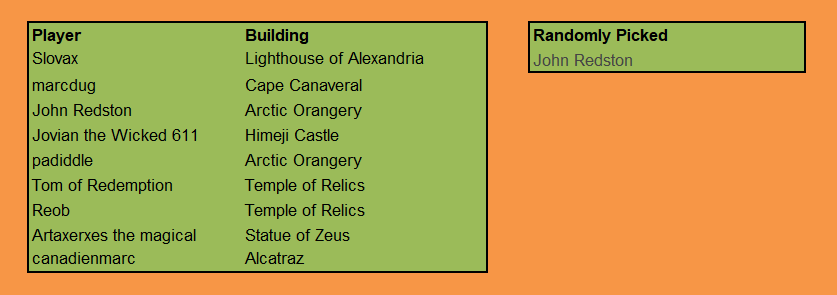 Player Building
Slovax Lighthouse of Alexandria
marcdug Cape Canaveral
John Redston Arctic Orangery
Jovian the Wicked 611 Himeji Castle
padiddle Arctic Orangery
Tom of Redemption Temple of Relics
Reob Temple of Relics
Artaxerxes the magical Statue of Zeus
canadienmarc Alcatraz
Randomly Picked
John Redston